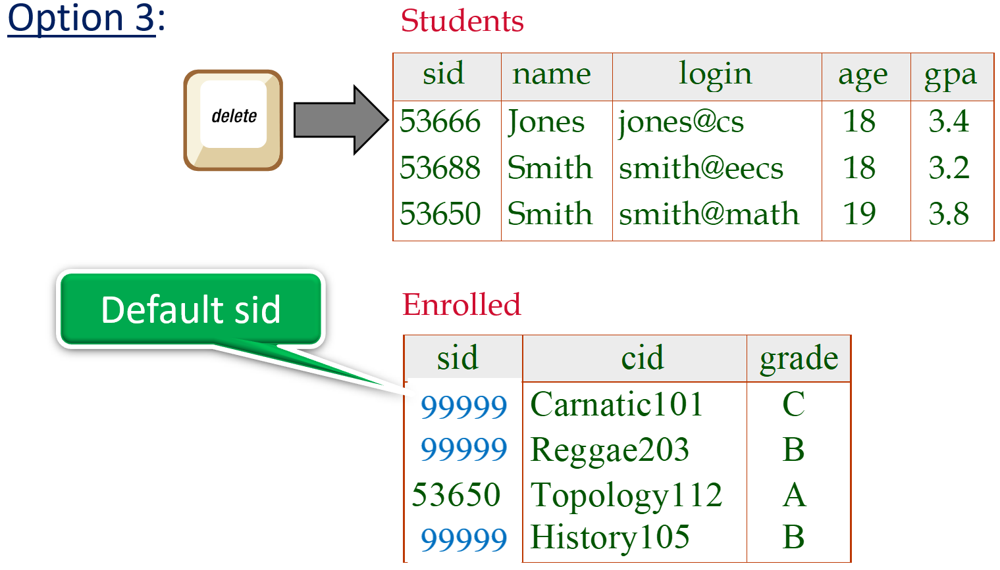 Option 3:
Students
delete
sid name login age gpa
53666 Jones jones@cs 18 3.4
53688 Smith smith@eecs 18 3.2
53650 Smith smith@math 19 3.8
Default sid
Enrolled
sid cid grade
99999 Carnatic101 C
99999 Reggae203 B
53650 Topology112 A
99999 History105 B